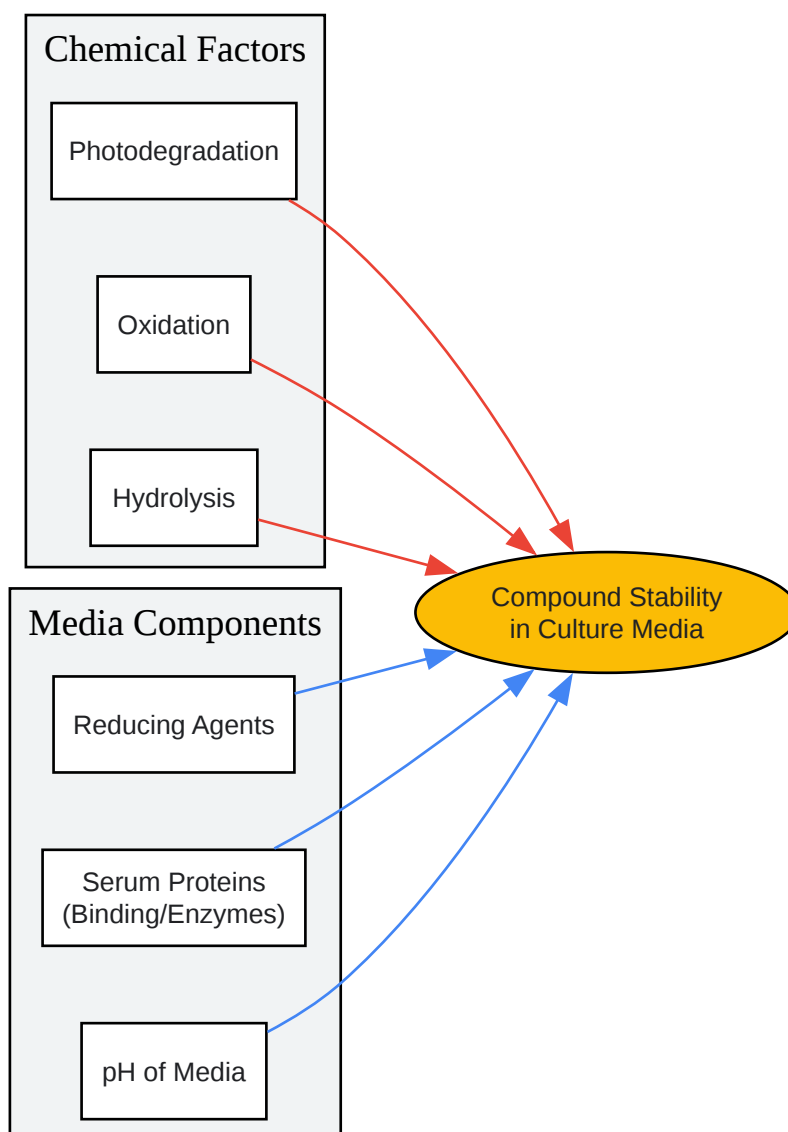 Chemical Factors
Photodegradation
Oxidation
Hydrolysis
Compound Stability
in Culture Media
Media Components
Reducing Agents
Serum Proteins
(Binding/Enzymes)
pH of Media